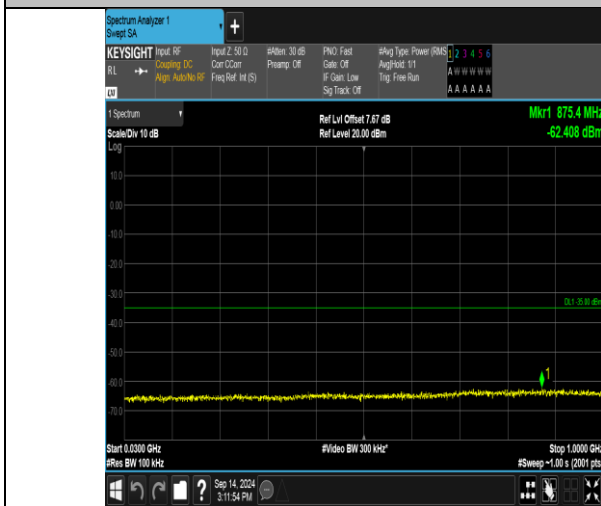 Spectrum Analyzer 1
Swept SA
+
KEYSIGHT Input: RF Input Z: 50 Ω #Atten: 30 dB PNO: Fast #Avg Type: Power (RMS 1 2 3 4 5 6
RL Coupling: DC Corr CCorr Preamp: Off Gate: Off Avg|Hold: 1/1 A W W W W W
Align: Auto/No RF Freq Ref: Int (S) IF Gain: Low Trig: Free Run
Sig Track: Off A A A A A A
1 Spectrum
Scale/Div 10 dB
Ref Lvl Offset 7.67 dB
Ref Level 20.00 dBm
Mkr1 875.4 MHz
-62.408 dBm
Log
10.0
0.00
-10.0
-20.0
-30.0
DL1 -35.00 dBm
-40.0
-50.0
-60.0
1
-70.0
Start 0.0300 GHz #Video BW 300 kHz* Stop 1.0000 GHz
#Res BW 100 kHz #Sweep ~1.00 s (2001 pts
? Sep 14, 2024
3:11:54 PM